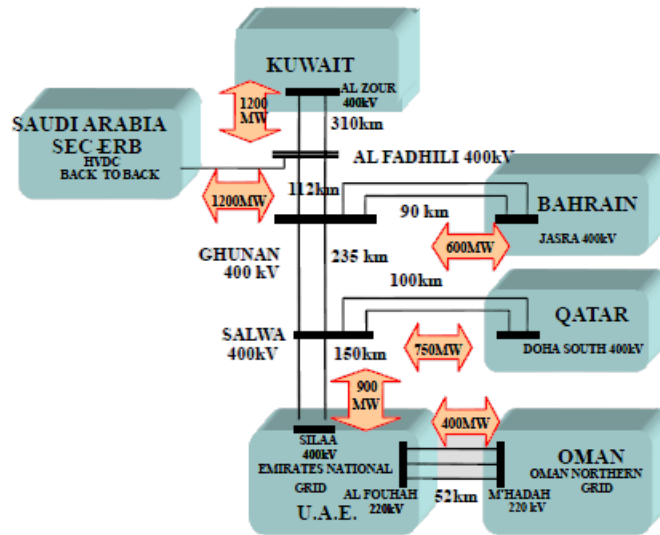 KUWAIT
AL ZOUR
400kV
1200
MW
310km
SAUDI ARABIA
SEC-ERB
HVDC
BACK TO BACK
AL FADHILI 400kV
1200MW
112km
90 km
BAHRAIN
JASRA 400kV
600MW
GHUNAN
400 kV
235 km
100km
QATAR
DOHA SOUTH 400kV
SALWA
400kV
150km
750MW
900
MW
400MW
SILAA
400kV
EMIRATES NATIONAL
GRID
U.A.E.
AL FOUHAH
220kV
52km
OMAN
OMAN NORTHERN
GRID
M'HADAH
220 kV